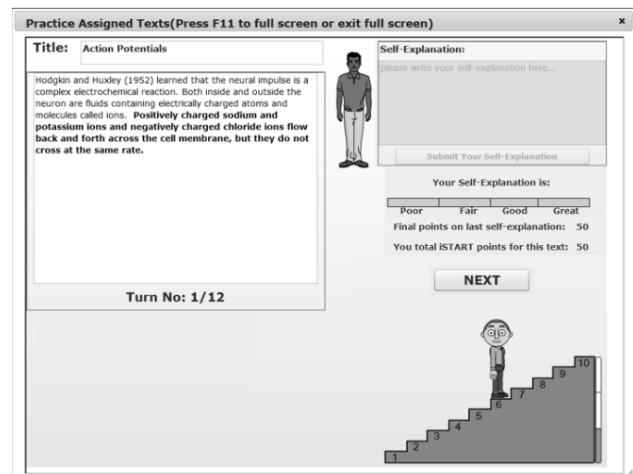 Practice Assigned Texts(Press F11 to full screen or exit full screen)
×
Title:
Action Potentials
Hodgkin and Huxley (1952) learned that the neural impulse is a
complex electrochemical reaction. Both inside and outside the
neuron are fluids containing electrically charged atoms and
molecules called ions. Positively charged sodium and
potassium ions and negatively charged chloride ions flow
back and forth across the cell membrane, but they do not
cross at the same rate.
Turn No: 1/12
Self-Explanation:
please write your self-explanation here...
Submit Your Self-Explanation
Your Self-Explanation is:
Poor Fair Good Great
Final points on last self-explanation: 50
You total iSTART points for this text: 50
NEXT
1
2
3
4
5
6
7
8
9
10